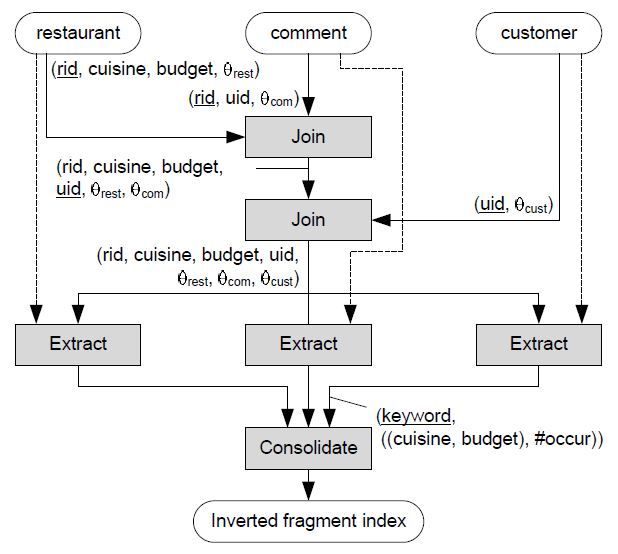 restaurant
comment
customer
(rid, cuisine, budget, θrest)
(rid, uid, θcom)
Join
(rid, cuisine, budget,
uid, θrest, θcom)
Join
(uid, θcust)
(rid, cuisine, budget, uid,
θrest, θcom, θcust)
Extract
Extract
Extract
(keyword,
((cuisine, budget), #occur))
Consolidate
Inverted fragment index